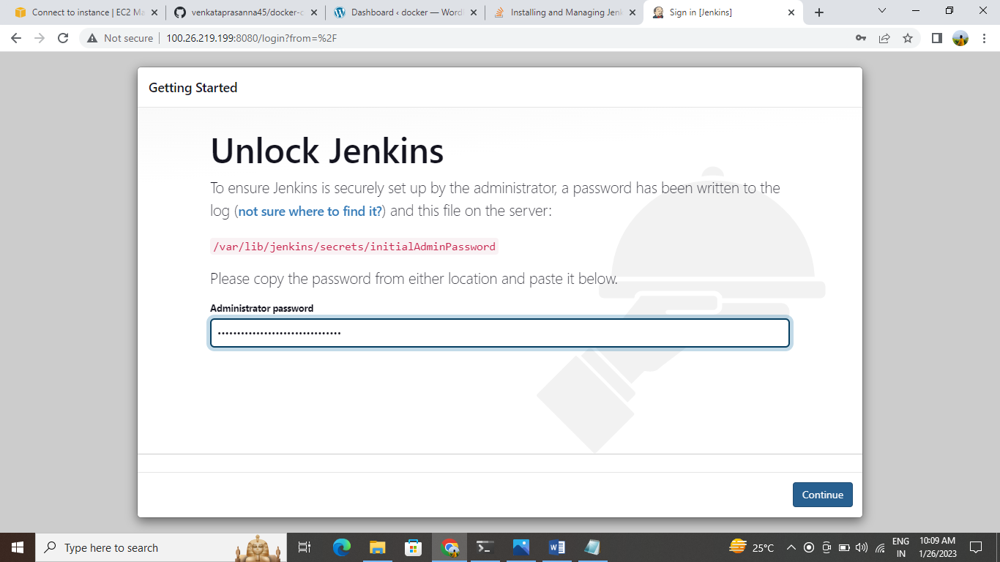 Connect to instance | EC2 Ma
venkataprasanna45/docker-c
Dashboard ‹ docker — Word
Installing and Managing Jenk
Sign in [Jenkins]
Not secure
100.26.219.199:8080/login?from=%2F
Getting Started
Unlock Jenkins
To ensure Jenkins is securely set up by the administrator, a password has been written to the
log (not sure where to find it?) and this file on the server:
/var/lib/jenkins/secrets/initialAdminPassword
Please copy the password from either location and paste it below.
Administrator password
Continue
Type here to search
25°C
ENG
IN
10:09 AM
1/26/2023